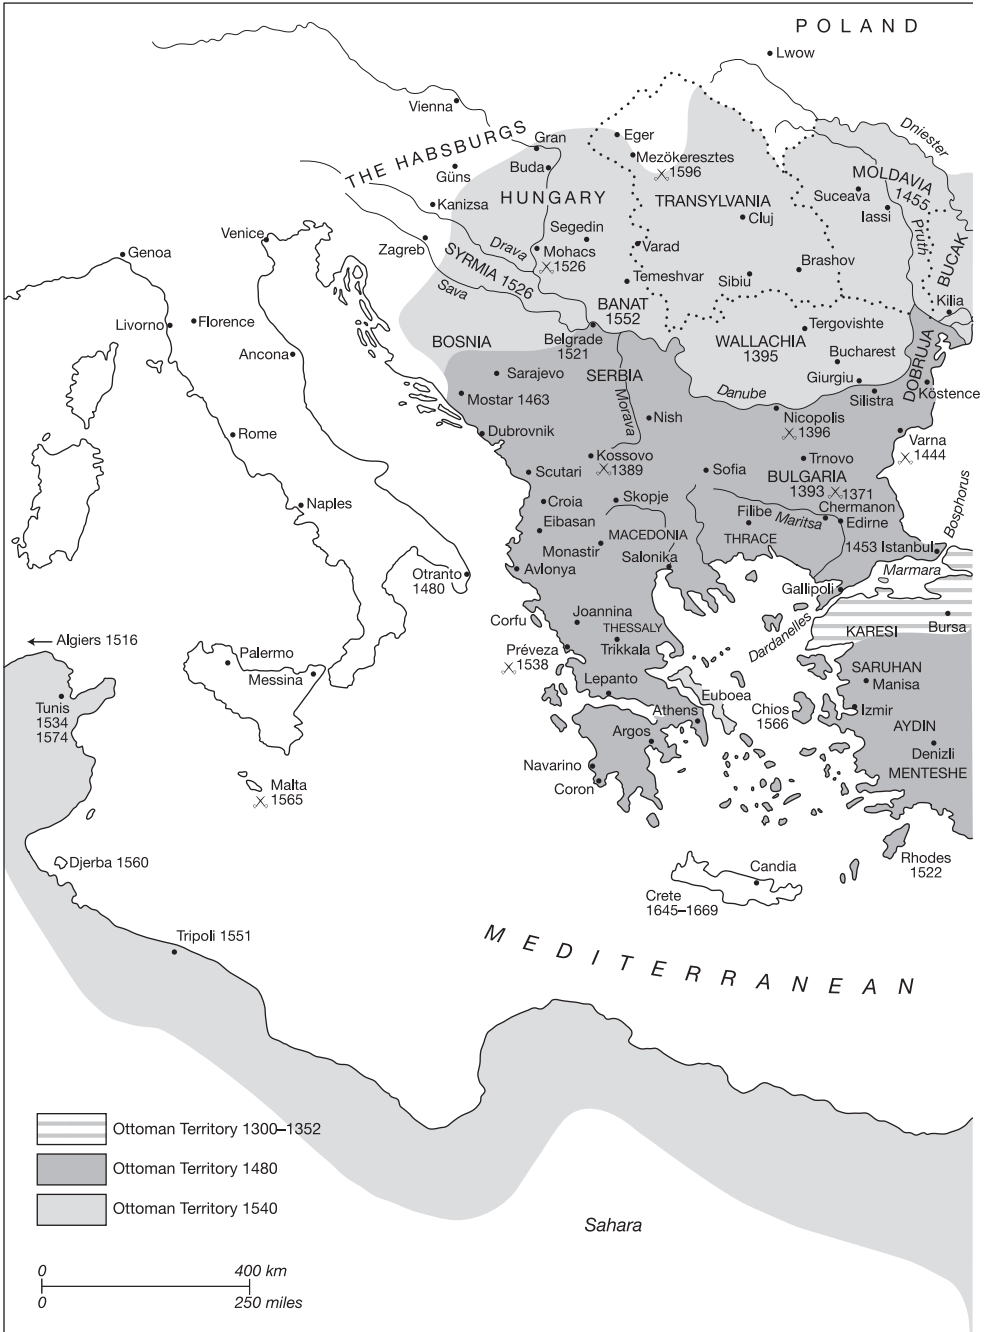 POLAND
Lwow
Vienna
Dniester
THE HABSBURGS
Gran
Eger
Buda
Mezökeresztes
1596
Güns
MOLDAVIA
1455
HUNGARY
TRANSYLVANIA
Suceava
Kanizsa
Cluj
Iassi
Segedin
Venice
Zagreb
Drava
Mohacs
1526
Varad
Pruth
BUCAK
Genoa
SYRMIA 1526
Brashov
Temeshvar
Sibiu
Sava
BANAT
1552
Kilia
Livorno
Florence
Tergovishte
BOSNIA
Belgrade
1521
WALLACHIA
1395
Bucharest
Ancona
DOBRUJA
Sarajevo
SERBIA
Giurgiu
Mostar 1463
Morava
Danube
Silistra
Köstence
Nish
Nicopolis
1396
Rome
Dubrovnik
Varna
1444
Kossovo
1389
Trnovo
Scutari
Sofia
BULGARIA
1393
1371
Naples
Croia
Skopje
Chermanon
Bosphorus
Filibe
Maritsa
Edirne
Eibasan
MACEDONIA
THRACE
Monastir
Salonika
1453 Istanbul
Otranto
1480
Avlonya
Marmara
Gallipoli
Corfu
Joannina
THESSALY
Dardanelles
KARESI
Bursa
Algiers 1516
Palermo
Préveza
1538
Trikkala
SARUHAN
Messina
Manisa
Tunis
1534
1574
Lepanto
Euboea
Chios
1566
Izmir
Athens
Argos
AYDIN
Denizli
Navarino
MENTESHE
Malta
1565
Coron
Djerba 1560
Candia
Rhodes
1522
Crete
1645–1669
Tripoli 1551
MEDITERRANEAN
Ottoman Territory 1300–1352
Ottoman Territory 1480
Ottoman Territory 1540
Sahara
0 400 km
0 250 miles